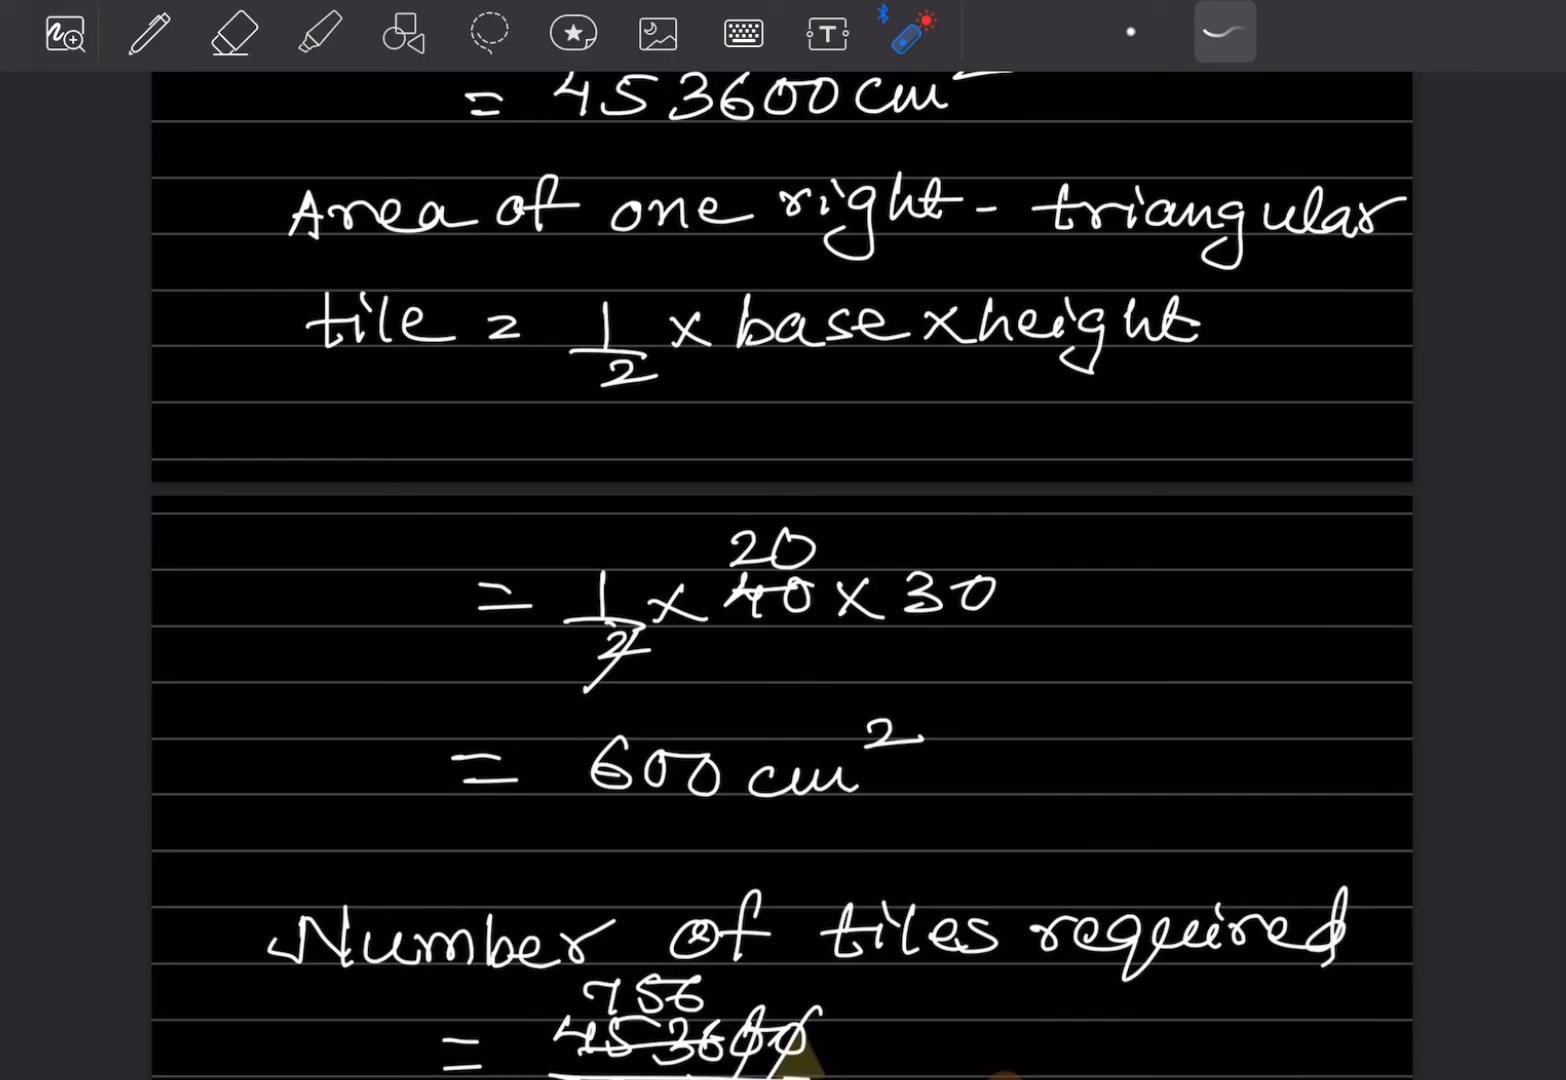 = 453600 cm²
Area of one right-triangular
tile = 1/2 × base × height
20
= 1/2 × 40 × 30
= 600 cm²
Number of tiles required
756
= 453600